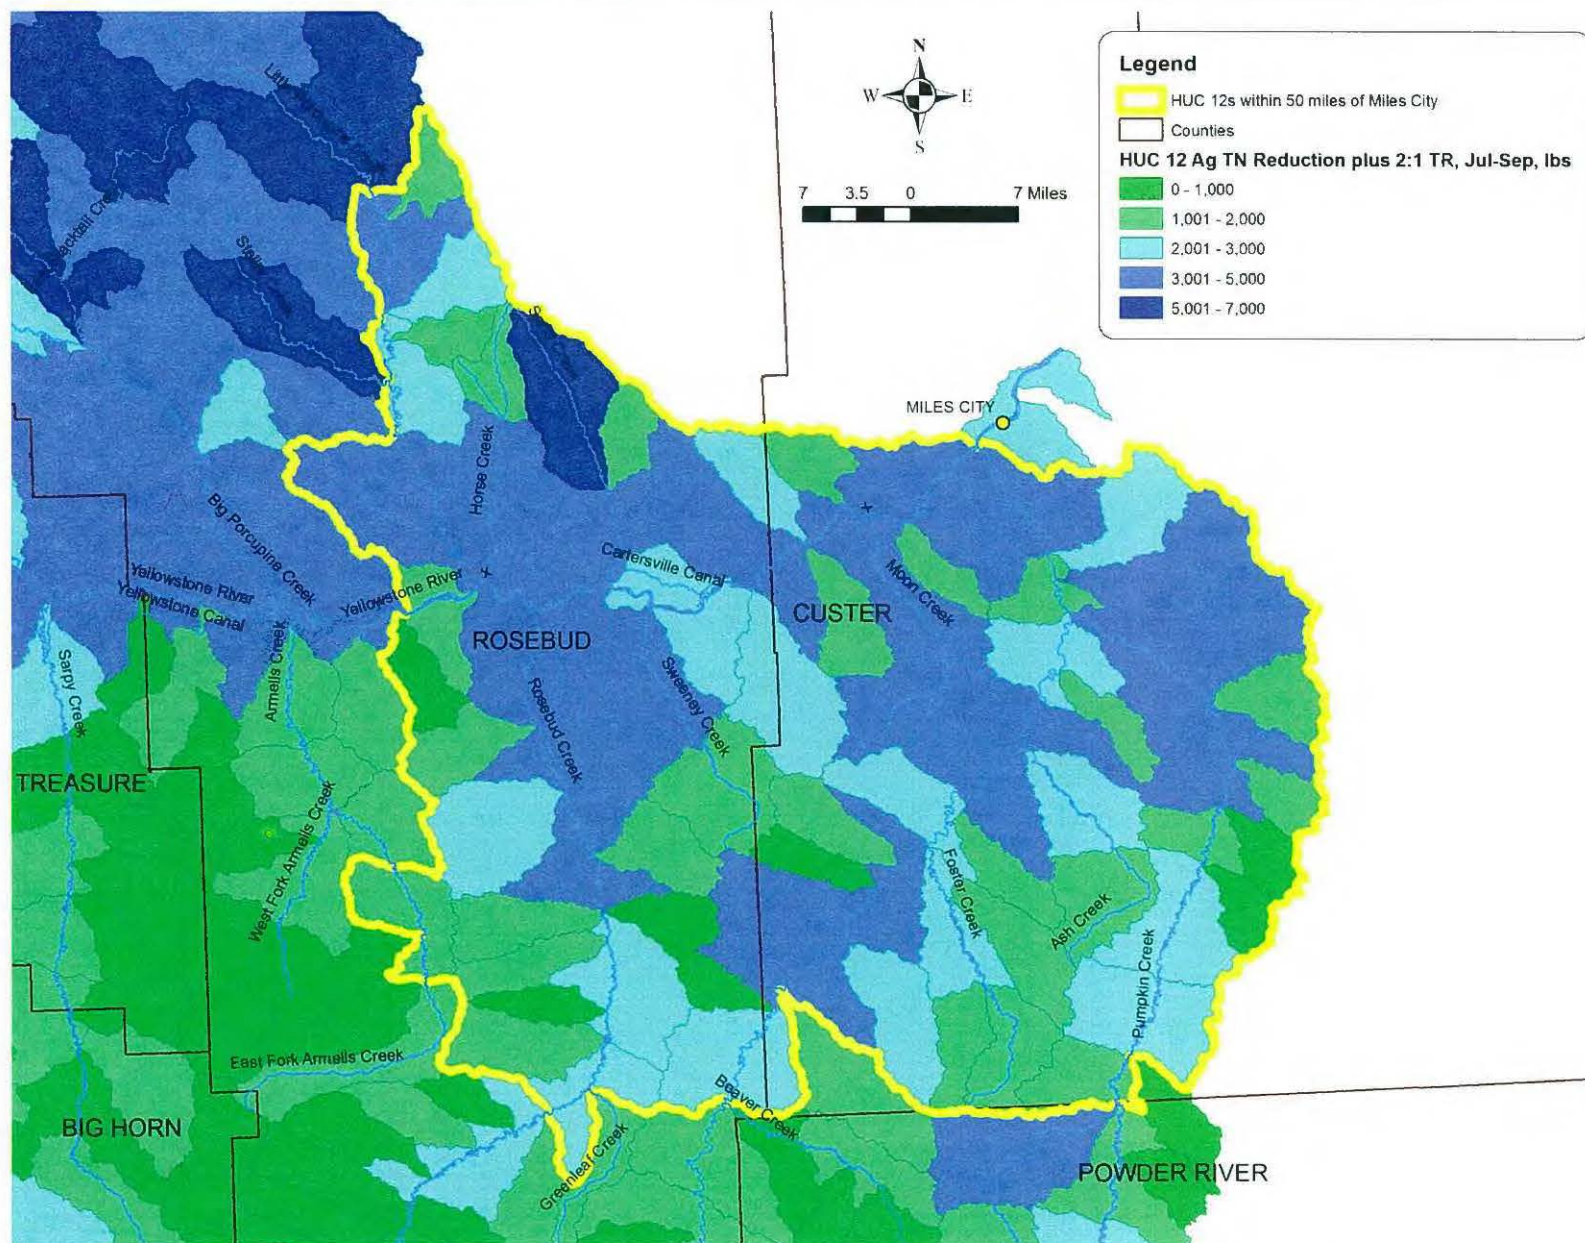 N
W E
S
7 3.5 0 7 Miles
Legend
HUC 12s within 50 miles of Miles City
Counties
HUC 12 Ag TN Reduction plus 2:1 TR, Jul-Sep, lbs
0 - 1,000
1,001 - 2,000
2,001 - 3,000
3,001 - 5,000
5,001 - 7,000
MILES CITY
Horse Creek
Big Porcupine Creek
Cartersville Canal
Moon Creek
Yellowstone River
Yellowstone Canal
Yellowstone River
CUSTER
ROSEBUD
Armells Creek
Sarpy Creek
Sweeney Creek
Rosebud Creek
TREASURE
West Fork Armells Creek
Foster Creek
Ash Creek
Pumpkin Creek
East Fork Armells Creek
Beaver Creek
BIG HORN
Greenleaf Creek
POWDER RIVER